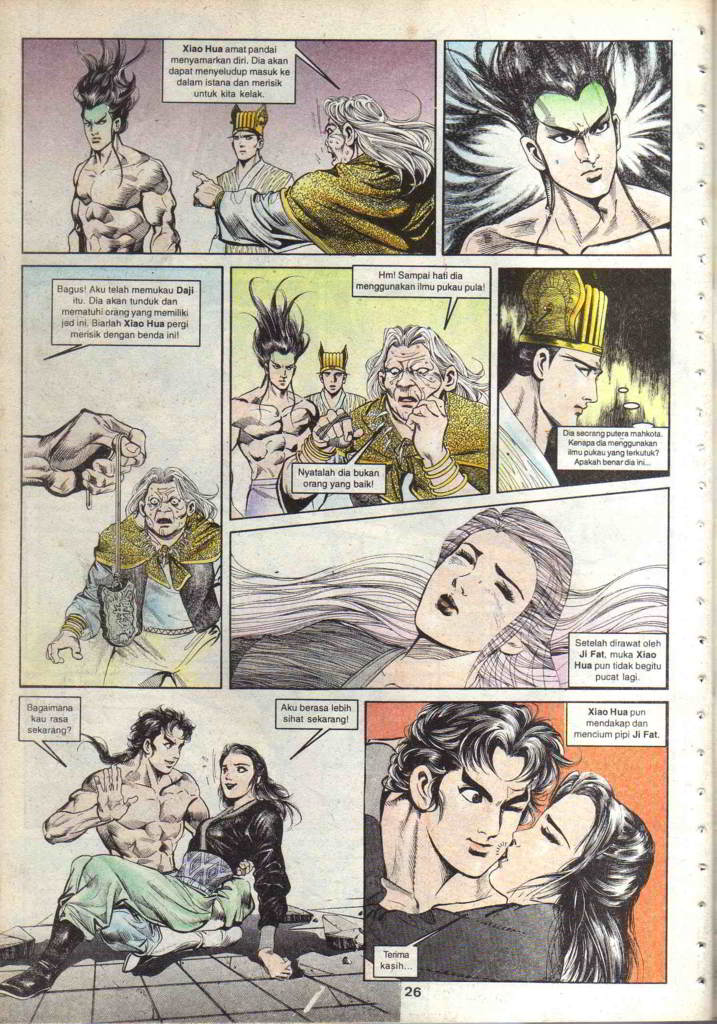 Xiao Hua amat pandai
menyamarkan diri. Dia akan
dapat menyeludup masuk ke
dalam istana dan merisik
untuk kita kelak.
Bagus! Aku telah memukau Daji
itu. Dia akan tunduk dan
mematuhi orang yang memiliki
jed ini. Biarlah Xiao Hua pergi
merisik dengan benda ini!
Hm! Sampai hati dia
menggunakan ilmu pukau pula!
Nyatalah dia bukan
orang yang baik!
Dia seorang putera mahkota.
Kenapa dia menggunakan
ilmu pukau yang terkutuk?
Apakah benar dia ini...
Setelah dirawat oleh
Ji Fat, muka Xiao
Hua pun tidak begitu
pucat lagi.
Bagaimana
kau rasa
sekarang?
Aku berasa lebih
sihat sekarang!
Xiao Hua pun
mendakap dan
mencium pipi Ji Fat.
Terima
kasih...
26